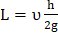 L = υ h/2g